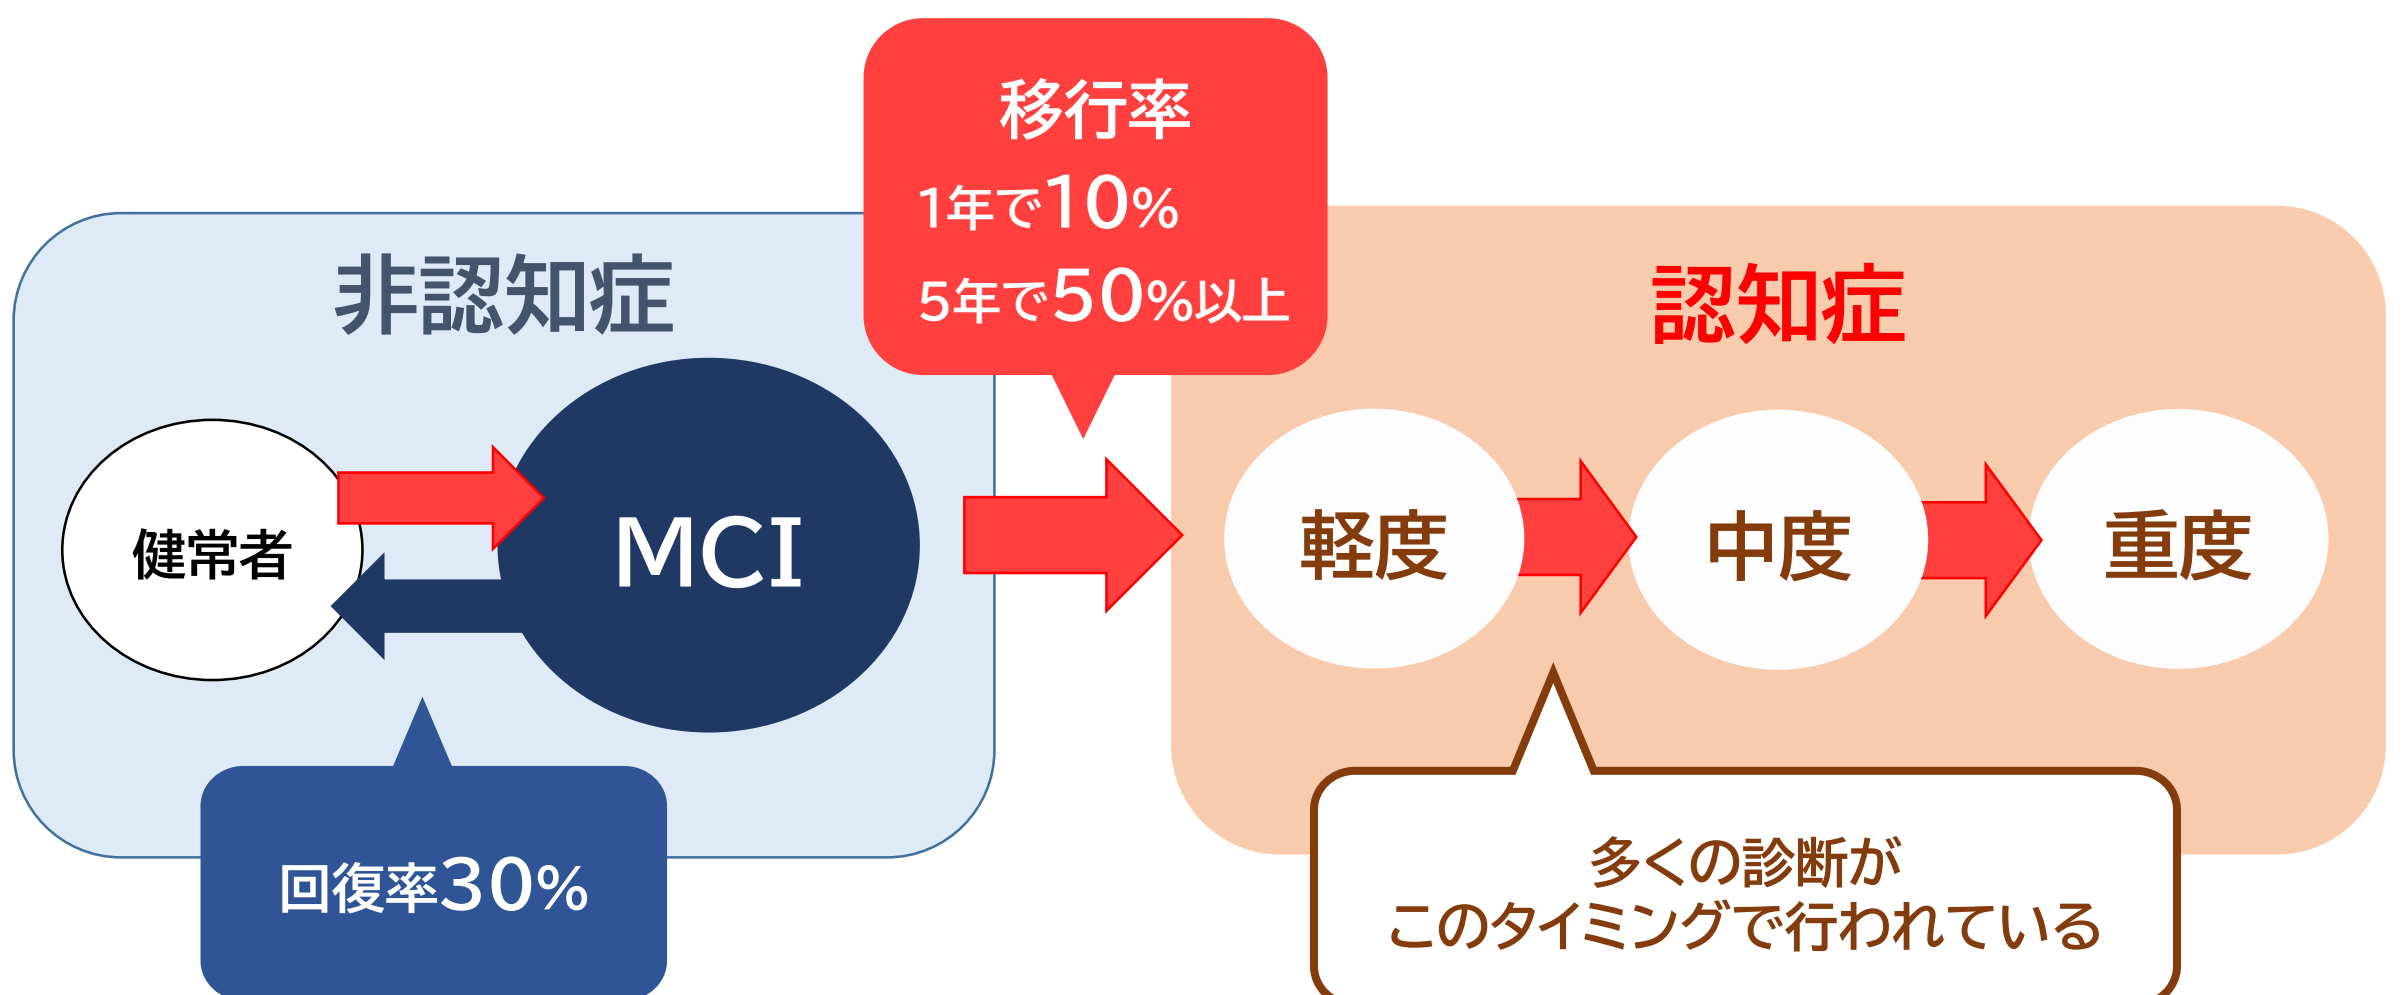 移行率
1年で10%
5年で50%以上
非認知症
健常者
MCI
回復率30%
認知症
軽度
中度
重度
多くの診断が
このタイミングで行われている